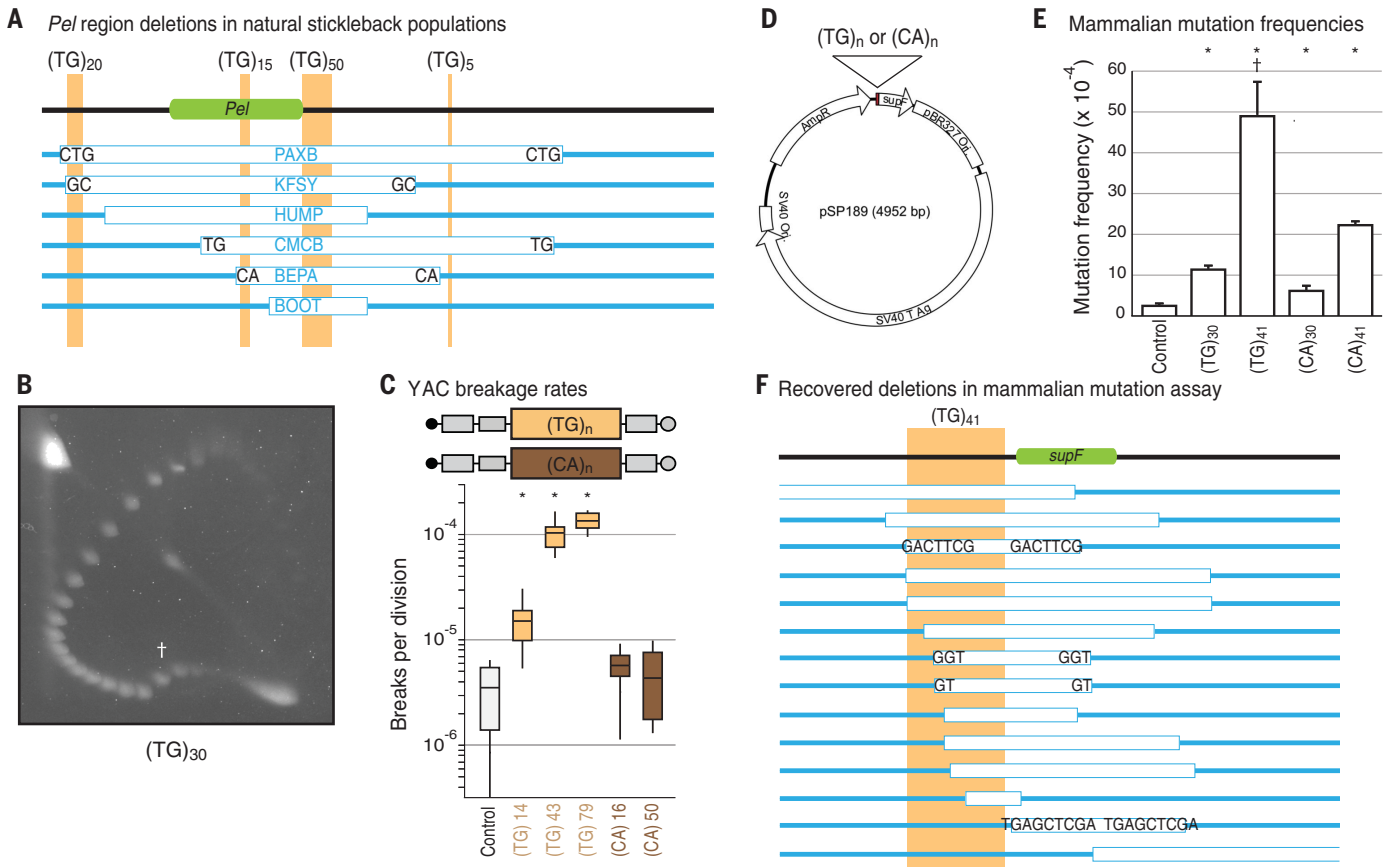 A
Pel region deletions in natural stickleback populations
(TG)20 (TG)15 (TG)50 (TG)5
Pel
CTG PAXB CTG
GC KFSY GC
HUMP
TG CMCB TG
CA BEPA CA
BOOT
B
†
(TG)30
C
YAC breakage rates
(TG)n
(CA)n
* * *
Breaks per division
10-4
10-5
10-6
Control
(TG) 14
(TG) 43
(TG) 79
(CA) 16
(CA) 50
D
(TG)n or (CA)n
supF
AmpR
pBR327 Ori.
SV40 Ori.
pSP189 (4952 bp)
SV40 T Ag
E
Mammalian mutation frequencies
* * * *
†
Mutation frequency (x 10-4)
60
50
40
30
20
10
0
Control
(TG)30
(TG)41
(CA)30
(CA)41
F
Recovered deletions in mammalian mutation assay
(TG)41
supF
GACTTCG GACTTCG
GGT GGT
GT GT
TGAGCTCGA TGAGCTCGA